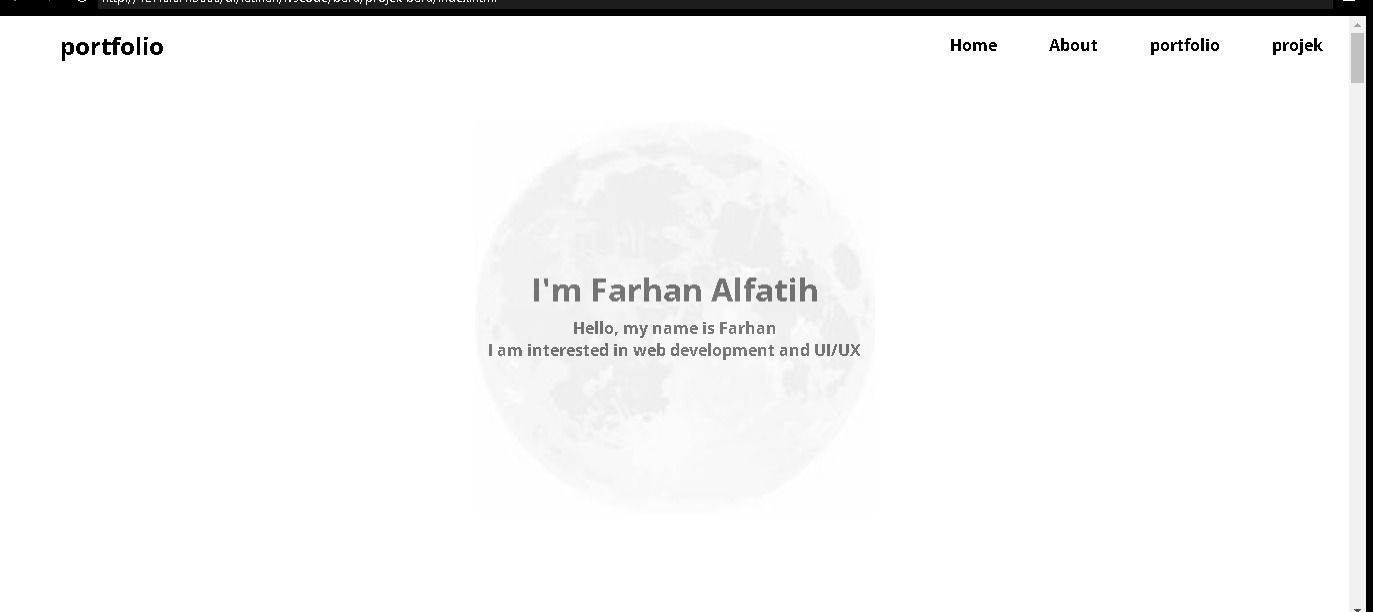 portfolio
Home About portfolio projek
I'm Farhan Alfatih
Hello, my name is Farhan
I am interested in web development and UI/UX